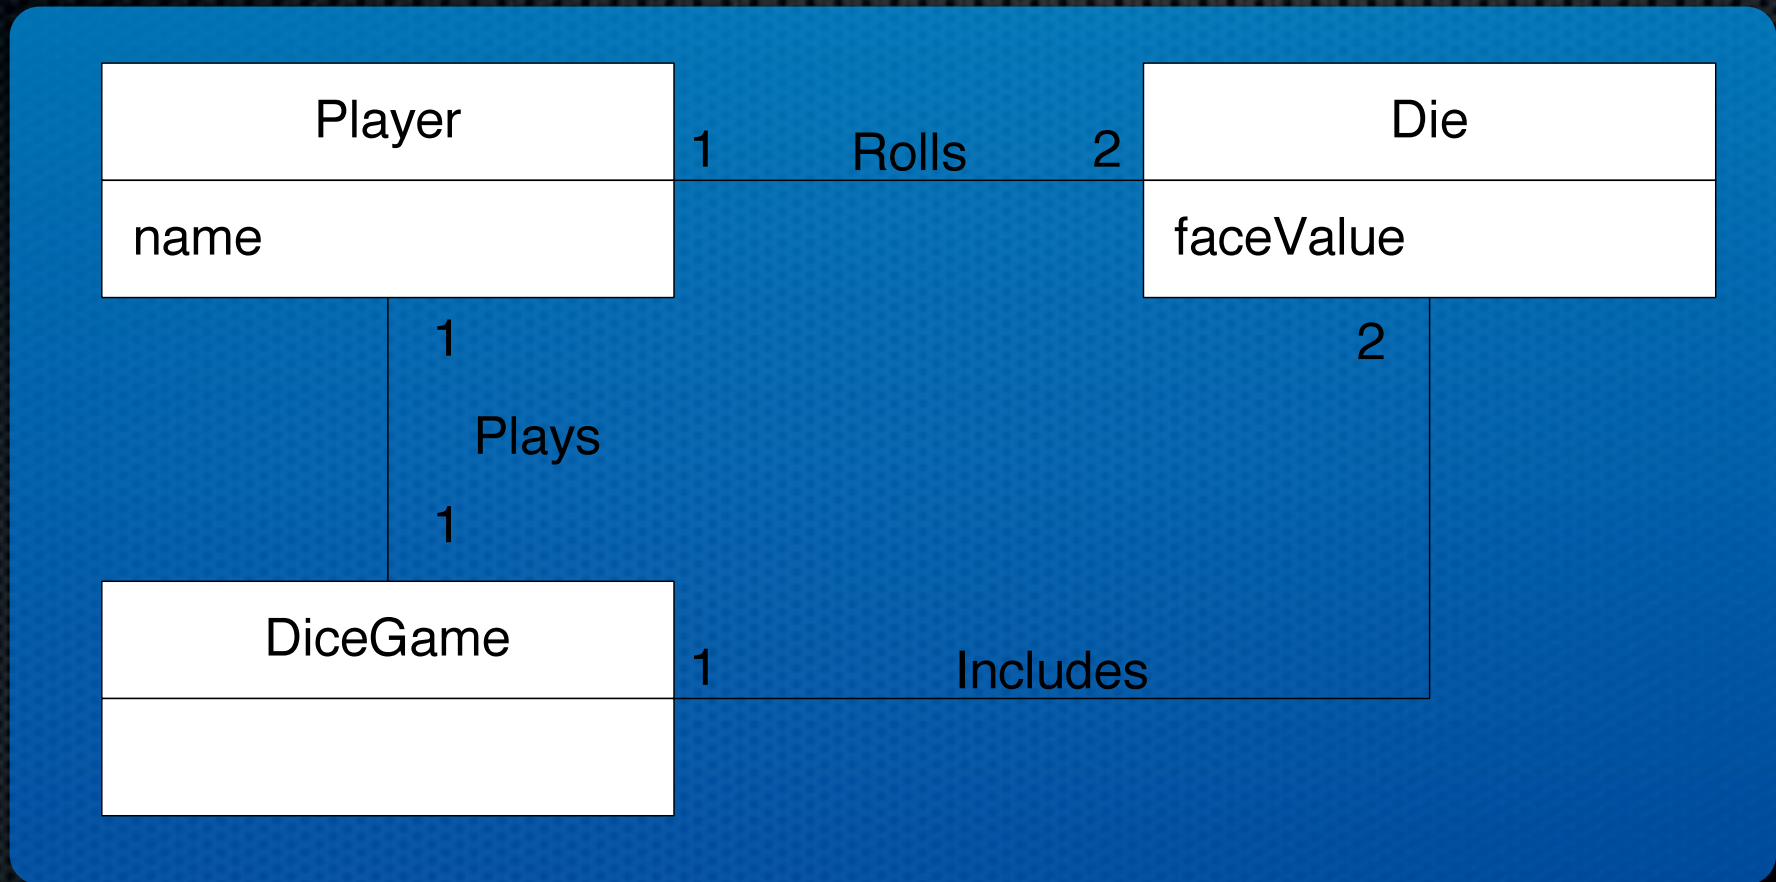 Player
Die
1 Rolls 2
name
faceValue
1
2
Plays
1
DiceGame
1 Includes